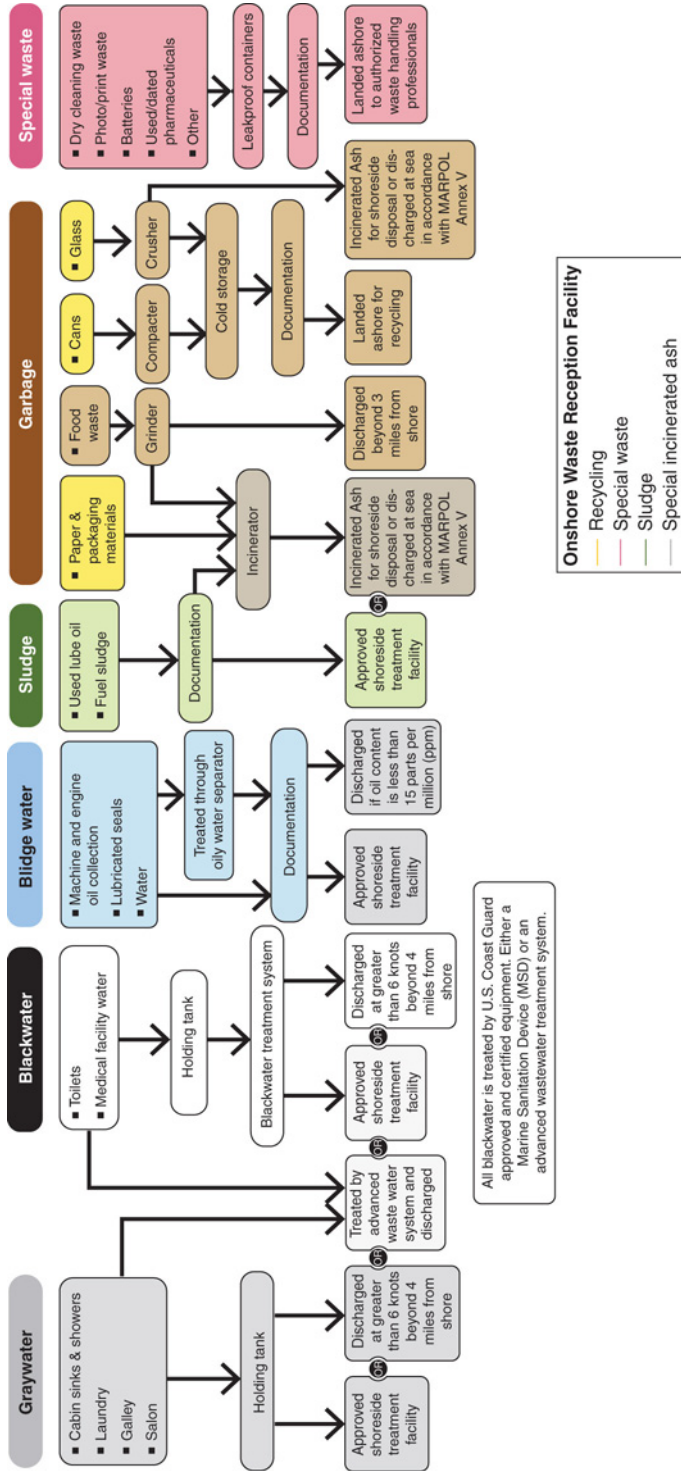 Graywater
Blackwater
Blidge water
Sludge
Garbage
Special waste
■ Cabin sinks & showers
■ Laundry
■ Galley
■ Salon
Holding tank
Approved
shoreside
treatment
facility
OR
Discharged
at greater
than 6 knots
beyond 4
miles from
shore
OR
Treated by
advanced
waste water
system and
discharged
OR
■ Toilets
■ Medical facility water
Holding tank
Blackwater treatment system
Approved
shoreside
treatment
facility
OR
Discharged
at greater
than 6 knots
beyond 4
miles from
shore
■ Machine and engine
oil collection
■ Lubricated seals
■ Water
Treated through
oily water separator
Documentation
Approved
shoreside
treatment
facility
Discharged
if oil content
is less than
15 parts per
million (ppm)
■ Used lube oil
■ Fuel sludge
Documentation
Approved
shoreside
treatment
facility
OR
■ Paper &
packaging
materials
Incinerator
Incinerated Ash
for shoreside
disposal or dis-
charged at sea
in accordance
with MARPOL
Annex V
■ Food
waste
Grinder
Discharged
beyond 3
miles from
shore
■ Cans
Compacter
■ Glass
Crusher
Cold storage
Documentation
Landed
ashore for
recycling
Incinerated Ash
for shoreside
disposal or dis-
charged at sea
in accordance
with MARPOL
Annex V
■ Dry cleaning waste
■ Photo/print waste
■ Batteries
■ Used/dated
pharmaceuticals
■ Other
Leakproof containers
Documentation
Landed ashore
to authorized
waste handling
professionals
All blackwater is treated by U.S. Coast Guard
approved and certified equipment. Either a
Marine Sanitation Device (MSD) or an
advanced wastewater treatment system.
Onshore Waste Reception Facility
Recycling
Special waste
Sludge
Special incinerated ash